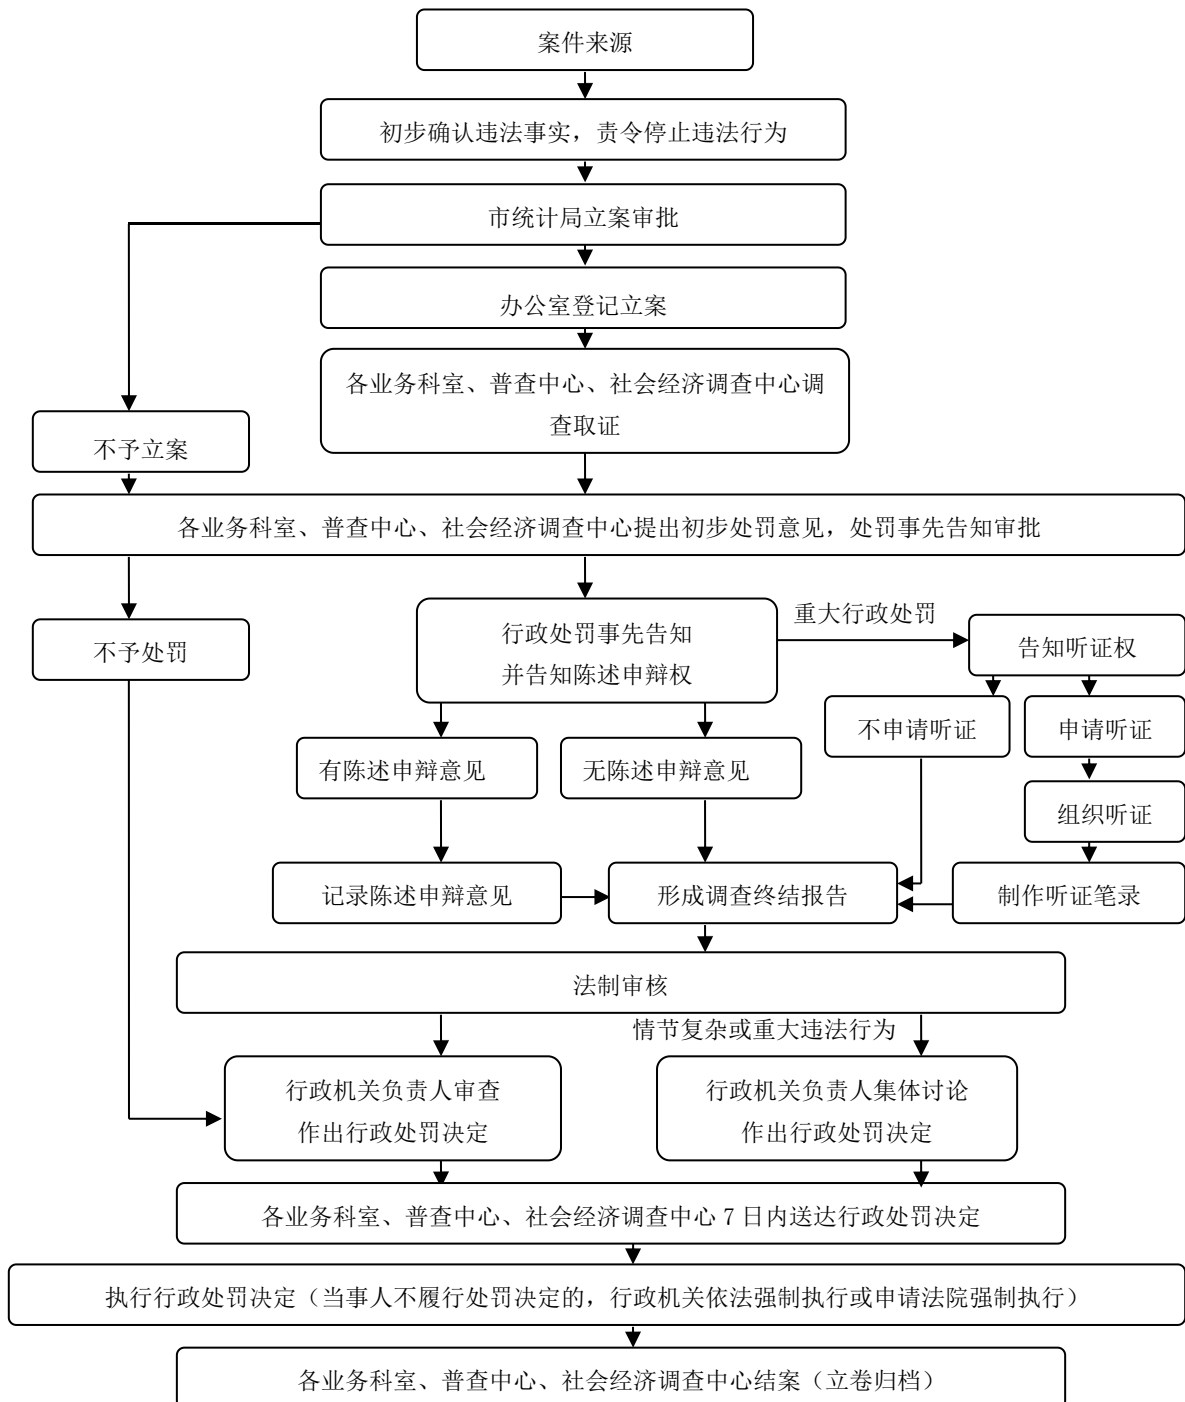 案件来源
初步确认违法事实，责令停止违法行为
市统计局立案审批
办公室登记立案
各业务科室、普查中心、社会经济调查中心调
查取证
不予立案
各业务科室、普查中心、社会经济调查中心提出初步处罚意见，处罚事先告知审批
重大行政处罚
行政处罚事先告知
并告知陈述申辩权
告知听证权
不予处罚
不申请听证
申请听证
有陈述申辩意见
无陈述申辩意见
组织听证
记录陈述申辩意见
形成调查终结报告
制作听证笔录
法制审核
情节复杂或重大违法行为
行政机关负责人审查
作出行政处罚决定
行政机关负责人集体讨论
作出行政处罚决定
各业务科室、普查中心、社会经济调查中心 7 日内送达行政处罚决定
执行行政处罚决定（当事人不履行处罚决定的，行政机关依法强制执行或申请法院强制执行）
各业务科室、普查中心、社会经济调查中心结案（立卷归档）